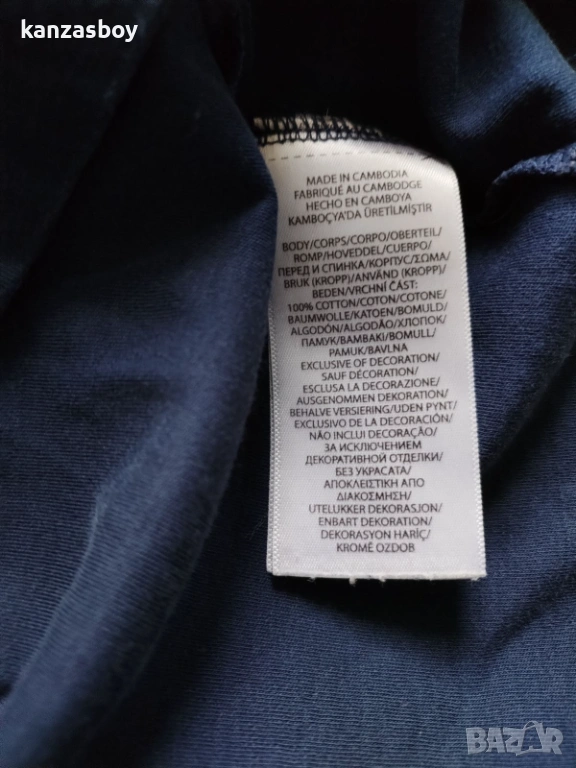 kanzasboy
MADE IN CAMBODIA
FABRIQUÉ AU CAMBODGE
HECHO EN CAMBOYA
KAMBOÇYA'DA ÜRETİLMİŞTİR
BODY/CORPS/CORPO/OBERTEIL/
ROMP/HOVEDDEL/CUERPO/
ПЕРЕД И СПИНКА/КОРПУС/ΣΩΜΑ/
BRUK (KROPP)/ANVÄND (KROPP)/
BEDEN/VRCHNÍ ČÁST:
100% COTTON/COTON/COTONE/
BAUMWOLLE/KATOEN/BOMULD/
ALGODÓN/ALGODÃO/ХЛОПОК/
ПАМУК/ΒΑΜΒΑΚΙ/BOMULL/
PAMUK/BAVLNA
EXCLUSIVE OF DECORATION/
SAUF DÉCORATION/
ESCLUSA LA DECORAZIONE/
AUSGENOMMEN DEKORATION/
BEHALVE VERSIERING/UDEN PYNT/
EXCLUSIVO DE LA DECORACIÓN/
NÃO INCLUI DECORAÇÃO/
ЗА ИСКЛЮЧЕНИЕМ
ДЕКОРАТИВНОЙ ОТДЕЛКИ/
БЕЗ УКРАСАТА/
ΑΠΟΚΛΕΙΣΤΙΚΗ ΑΠΟ
ΔΙΑΚΟΣΜΗΣΗ/
UTELUKKER DEKORASJON/
ENBART DEKORATION/
DEKORASYON HARİÇ/
KROMĚ OZDOB
BAZAR